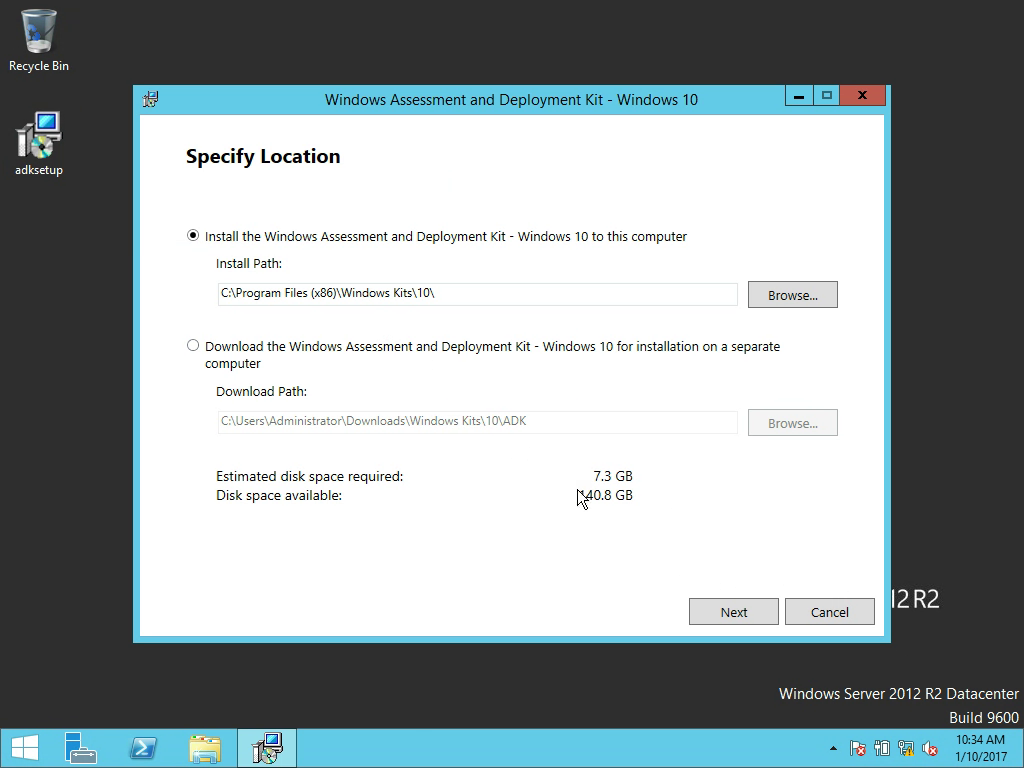 Recycle Bin
adksetup
Windows Assessment and Deployment Kit - Windows 10
Specify Location
Install the Windows Assessment and Deployment Kit - Windows 10 to this computer
Install Path:
C:\Program Files (x86)\Windows Kits\10\
Browse...
Download the Windows Assessment and Deployment Kit - Windows 10 for installation on a separate
computer
Download Path:
C:\Users\Administrator\Downloads\Windows Kits\10\ADK
Browse...
Estimated disk space required: 7.3 GB
Disk space available: 140.8 GB
Next
Cancel
12 R2
Windows Server 2012 R2 Datacenter
Build 9600
10:34 AM
1/10/2017